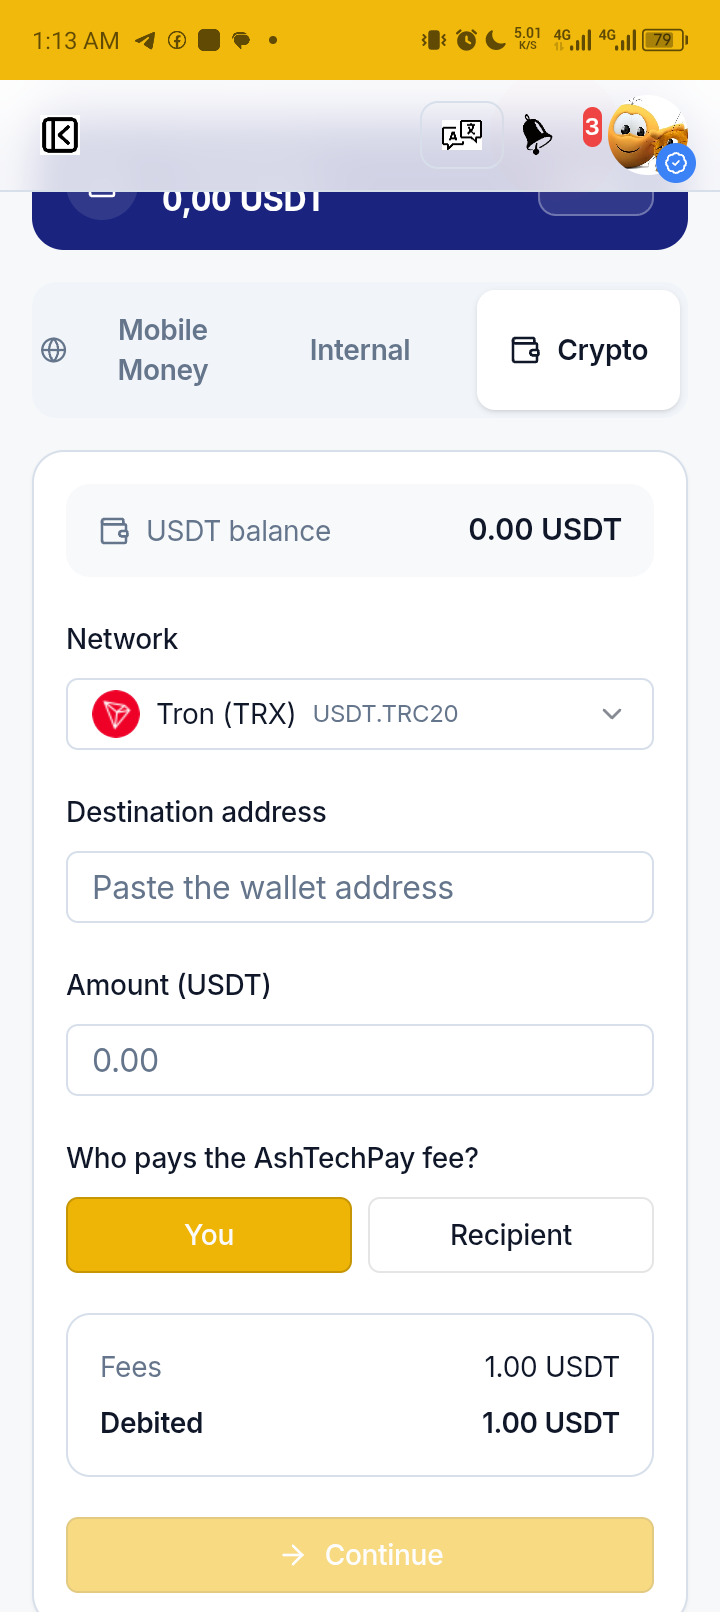 1:13 AM
5.01
K/S
4G
4G
79
A 文
3
0,00 USDT
Mobile
Money
Internal
Crypto
USDT balance
0.00 USDT
Network
Tron (TRX) USDT.TRC20
Destination address
Paste the wallet address
Amount (USDT)
0.00
Who pays the AshTechPay fee?
You
Recipient
Fees
1.00 USDT
Debited
1.00 USDT
Continue